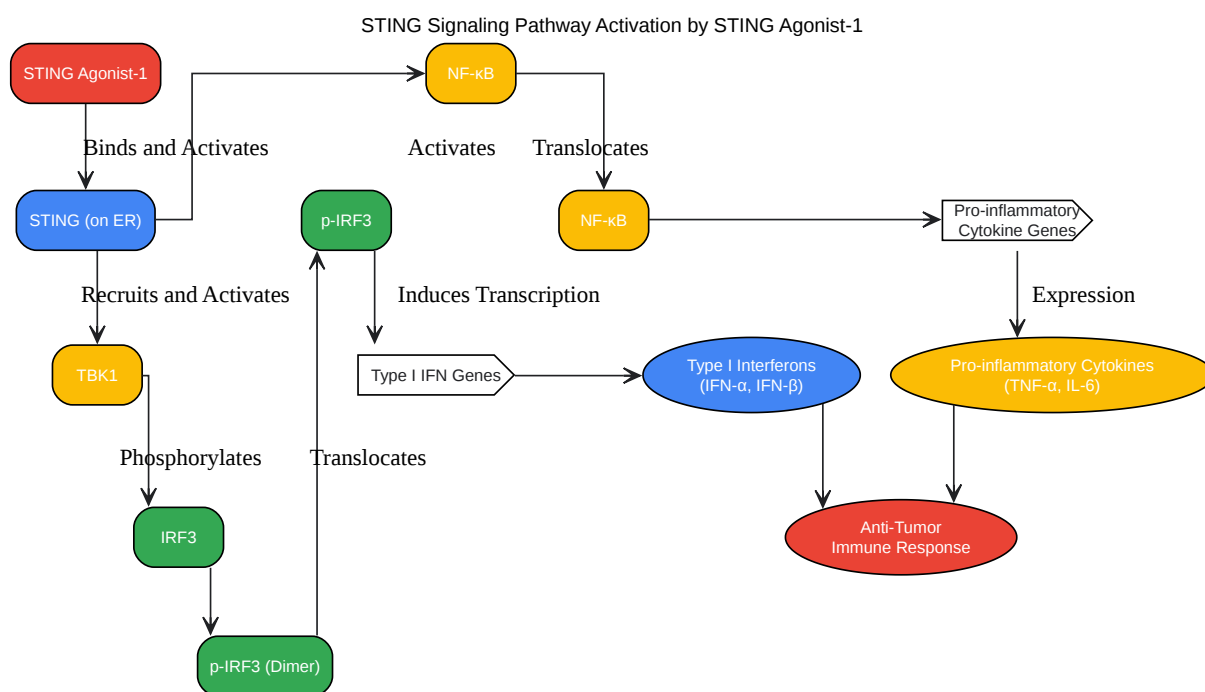 STING Signaling Pathway Activation by STING Agonist-1
STING Agonist-1
NF-κB
Binds and Activates
Activates
Translocates
STING (on ER)
p-IRF3
NF-κB
Pro-inflammatory
Cytokine Genes
Recruits and Activates
Induces Transcription
Expression
TBK1
Type I IFN Genes
Type I Interferons
(IFN-α, IFN-β)
Pro-inflammatory Cytokines
(TNF-α, IL-6)
Phosphorylates
Translocates
IRF3
Anti-Tumor
Immune Response
p-IRF3 (Dimer)